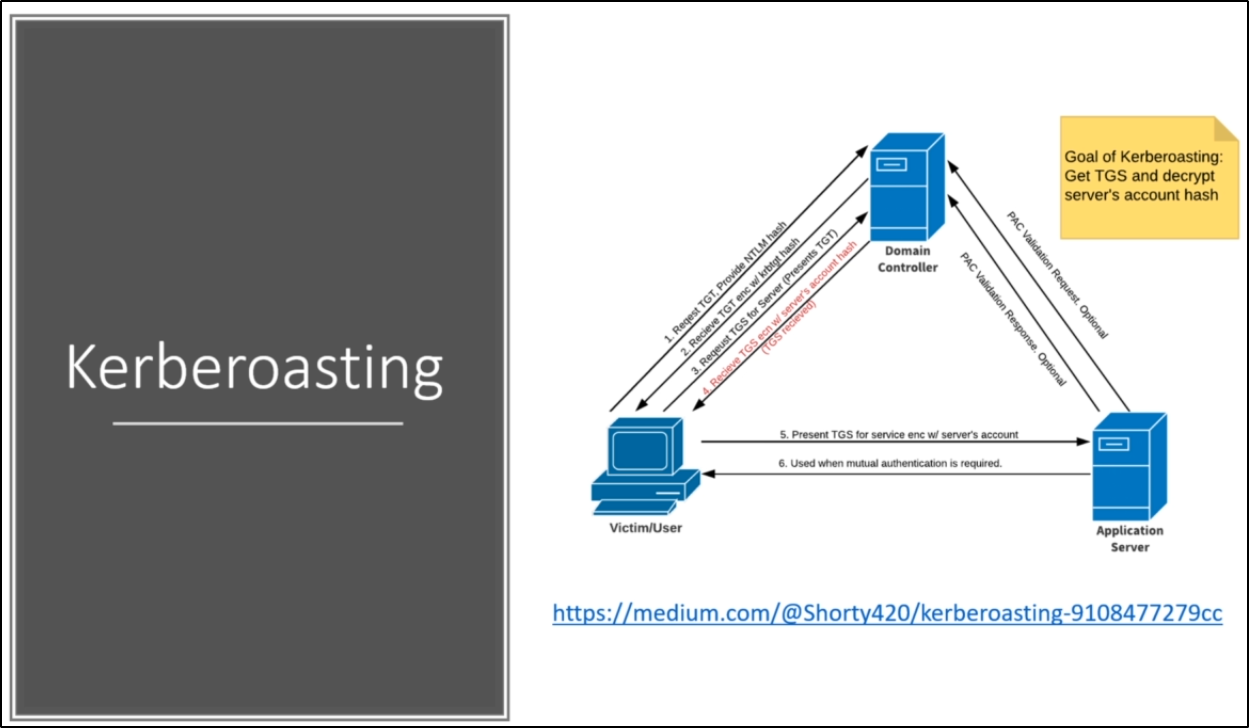 Kerberoasting
Goal of Kerberoasting:
Get TGS and decrypt
server's account hash
Domain
Controller
1. Reqest TGT, Provide NTLM hash
2. Recieve TGT enc w/ krbtgt hash
3. Reqeust TGS for Server (Presents TGT)
4. Recieve TGS ecn w/ server's account hash
(TGS recieved)
PAC Validation Request. Optional
PAC Validation Response. Optional
5. Present TGS for service enc w/ server's account
6. Used when mutual authentication is required.
Victim/User
Application
Server
https://medium.com/@Shorty420/kerberoasting-9108477279cc